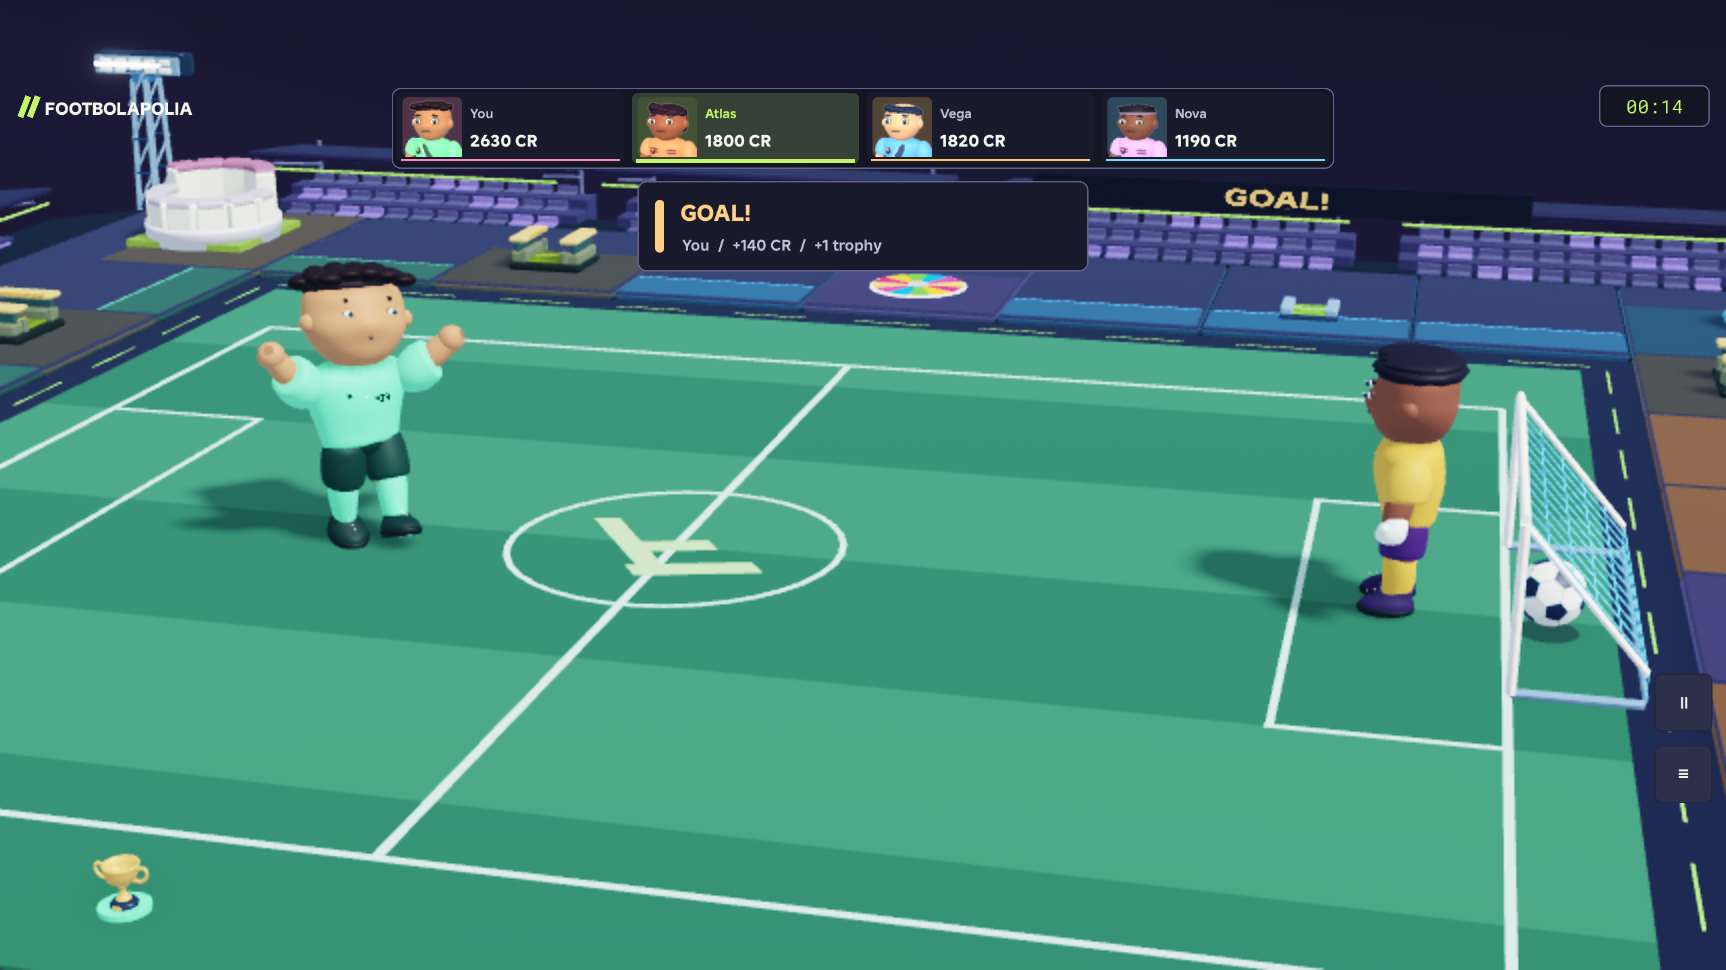 FOOTBOLAPOLIA
You
2630 CR
Atlas
1800 CR
Vega
1820 CR
Nova
1190 CR
00:14
GOAL!
You / +140 CR / +1 trophy
GOAL!